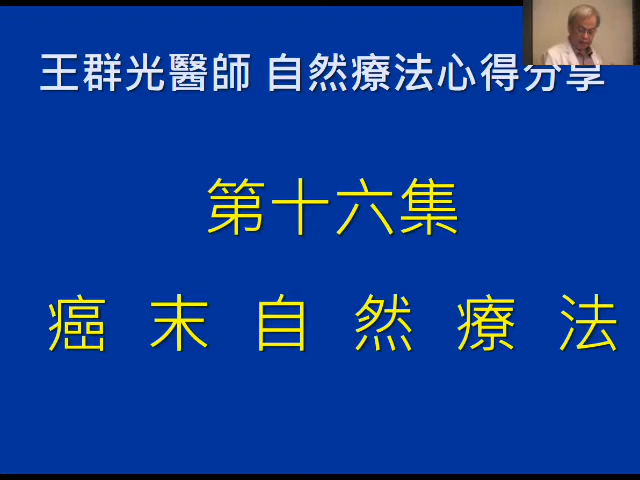 王群光醫師 自然療法心得分享
第十六集
癌 末 自 然 療 法